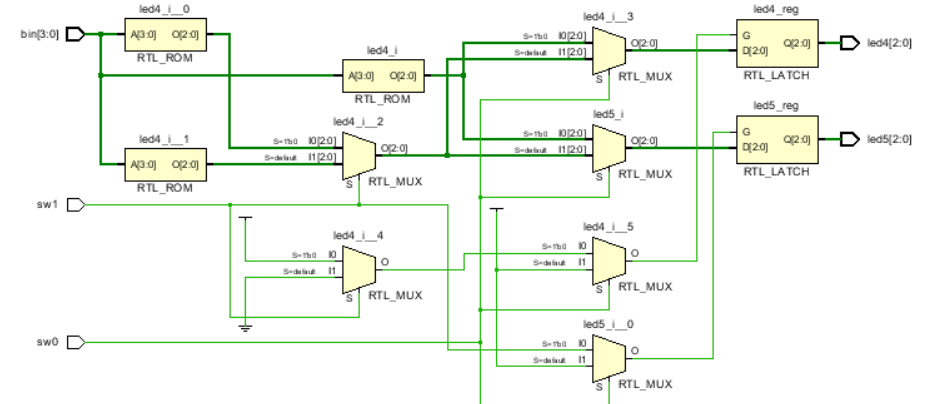 led4_i__0
bin[3:0]
A[3:0] O[2:0]
RTL_ROM
led4_i
A[3:0] O[2:0]
RTL_ROM
led4_i__1
A[3:0] O[2:0]
RTL_ROM
led4_i__2
S=1'b0 I0[2:0]
S=default I1[2:0]
O[2:0]
S
RTL_MUX
led4_i__3
S=1'b0 I0[2:0]
S=default I1[2:0]
O[2:0]
S
RTL_MUX
led4_reg
G
D[2:0]
Q[2:0]
RTL_LATCH
led4[2:0]
led5_i
S=1'b0 I0[2:0]
S=default I1[2:0]
O[2:0]
S
RTL_MUX
led5_reg
G
D[2:0]
Q[2:0]
RTL_LATCH
led5[2:0]
sw1
led4_i__4
S=1'b0 I0
S=default I1
O
S
RTL_MUX
led4_i__5
S=1'b0 I0
S=default I1
O
S
RTL_MUX
sw0
led5_i__0
S=1'b0 I0
S=default I1
O
S
RTL_MUX